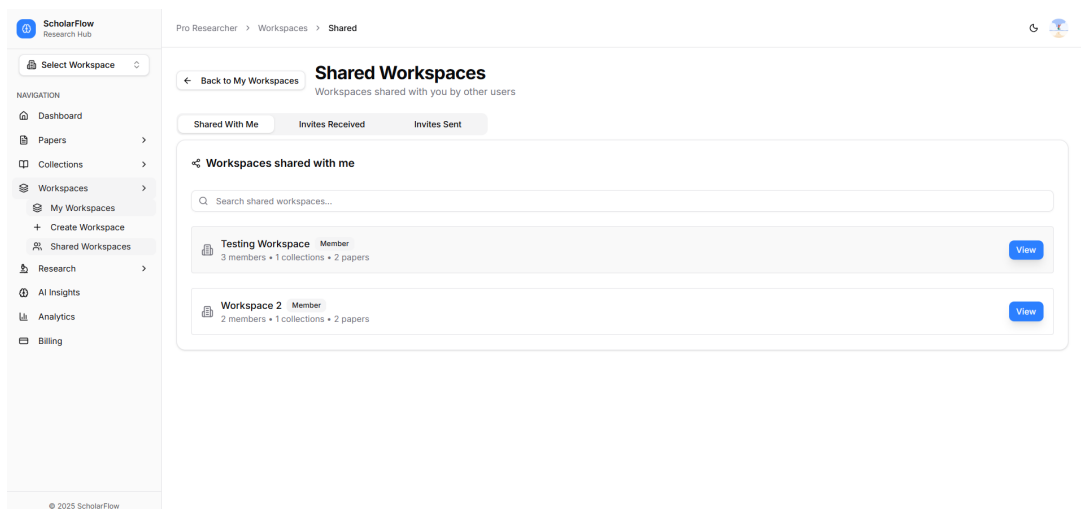 ScholarFlow
Research Hub
Select Workspace
NAVIGATION
Dashboard
Papers
Collections
Workspaces
My Workspaces
Create Workspace
Shared Workspaces
Research
AI Insights
Analytics
Billing
© 2025 ScholarFlow
Pro Researcher > Workspaces > Shared
Back to My Workspaces
Shared Workspaces
Workspaces shared with you by other users
Shared With Me Invites Received Invites Sent
Workspaces shared with me
Search shared workspaces...
Testing Workspace Member
3 members • 1 collections • 2 papers
View
Workspace 2 Member
2 members • 1 collections • 2 papers
View